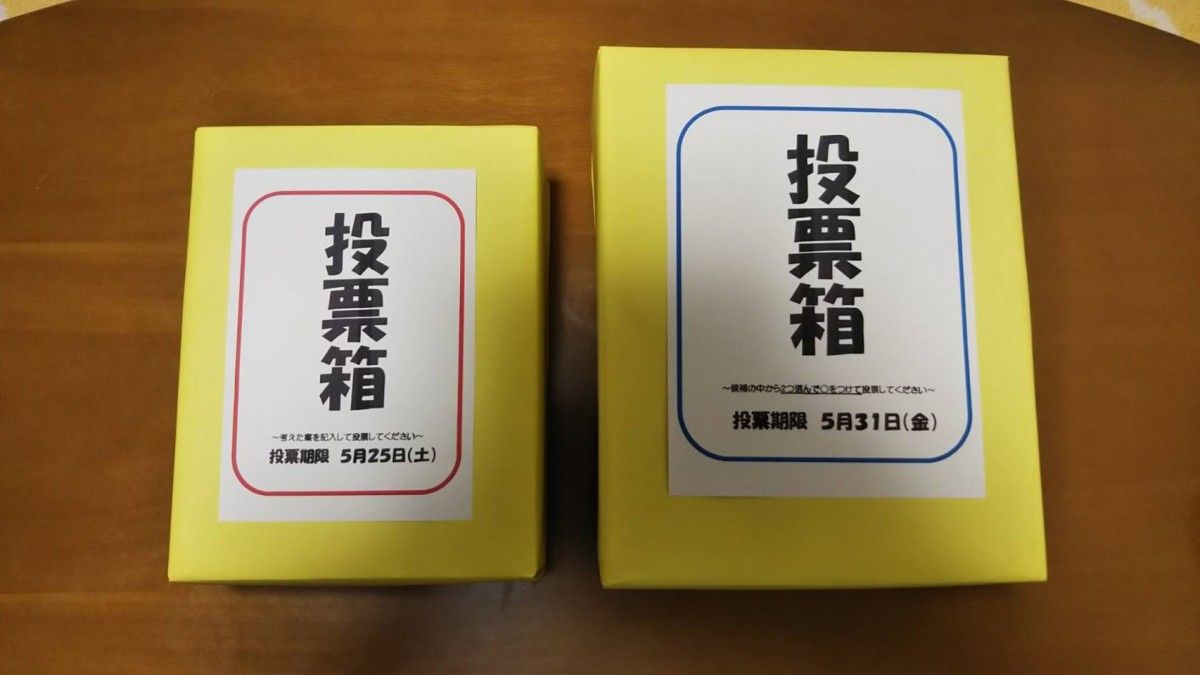 投票箱
～考えた案を記入して投票してください～
投票期限 5月25日(土)
投票箱
～候補の中から2つ選んで○をつけて投票してください～
投票期限 5月31日(金)